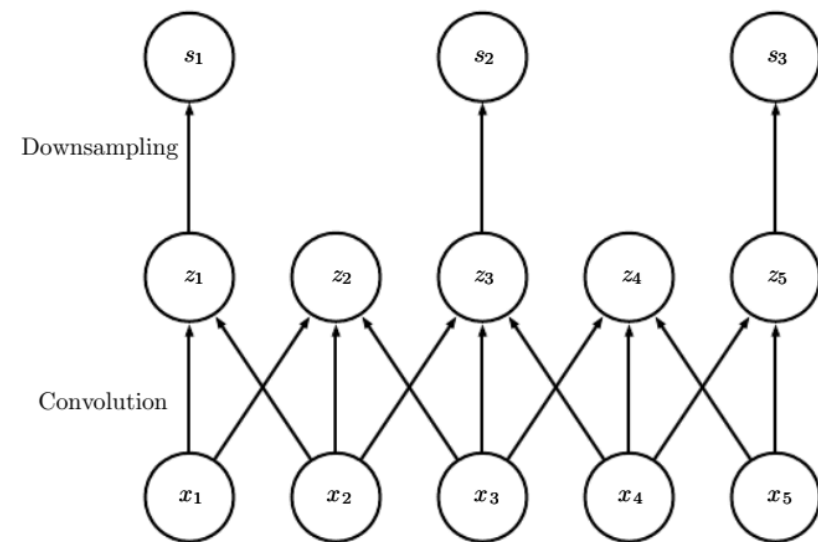 s₁ s₂ s₃
Downsampling
z₁ z₂ z₃ z₄ z₅
Convolution
x₁ x₂ x₃ x₄ x₅